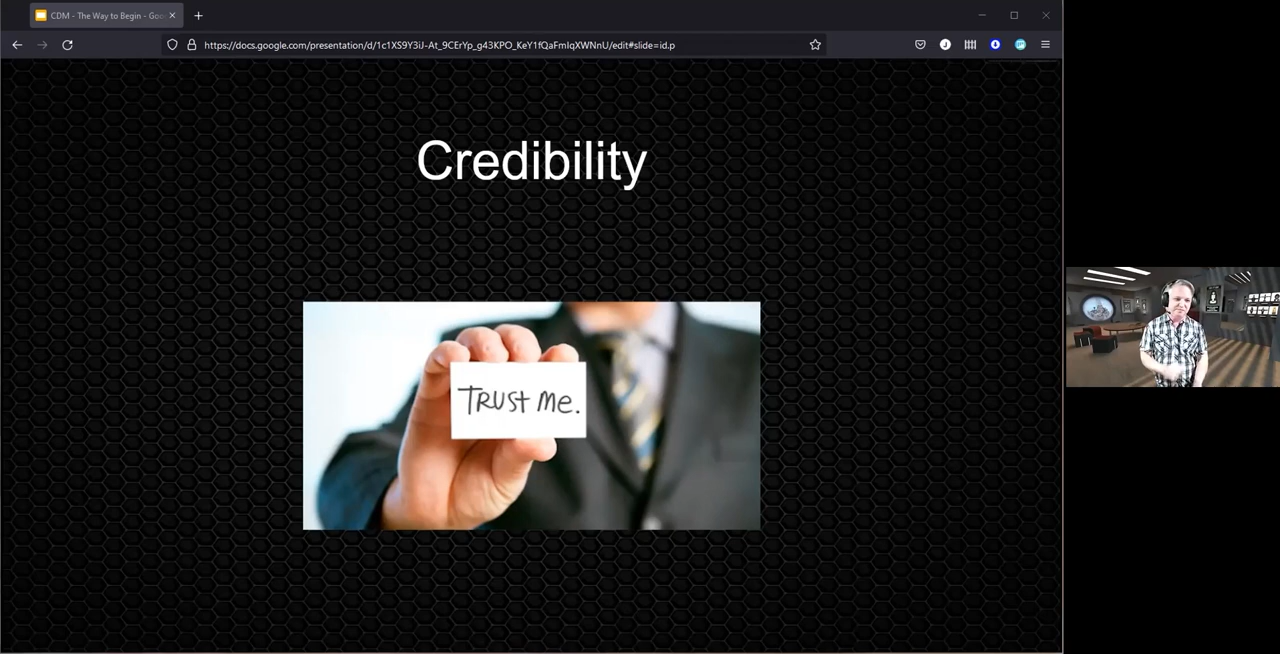 CDM - The Way to Begin - Goo
https://docs.google.com/presentation/d/1c1XS9Y3iJ-At_9CErYp_g43KPO_KeY1fQaFmIqXWNnU/edit#slide=id.p
Credibility
TRUST ME.